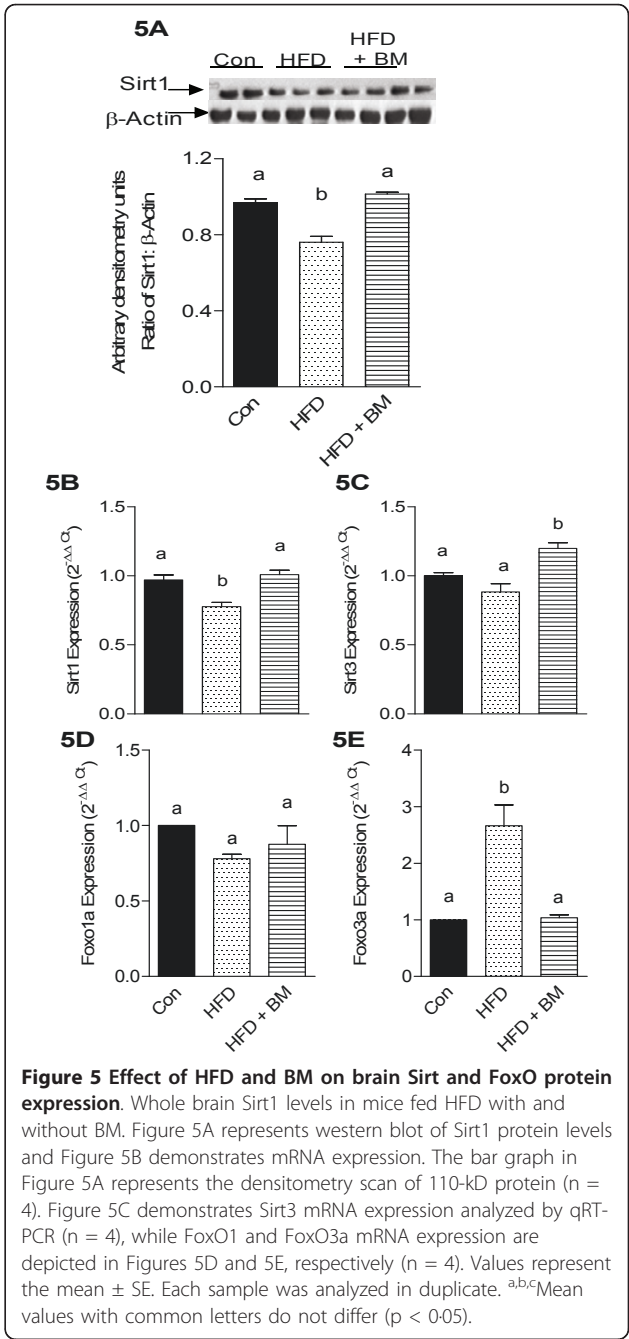 5A
Con HFD HFD + BM
Sirt1
β-Actin
Arbitrary densitometry units
Ratio of Sirt1: β-Actin
1.2
0.8
0.4
0.0
a
b
a
Con
HFD
HFD + BM
5B
Sirt1 Expression (2^-ΔΔ Ct)
1.5
1.0
0.5
0.0
a
b
a
5C
Sirt3 Expression (2^-ΔΔ Ct)
1.5
1.0
0.5
0.0
a
a
b
5D
Foxo1a Expression (2^-ΔΔ Ct)
1.5
1.0
0.5
0.0
a
a
a
Con
HFD
HFD + BM
5E
Foxo3a Expression (2^-ΔΔ Ct)
4
3
2
1
0
a
b
a
Con
HFD
HFD + BM
Figure 5 Effect of HFD and BM on brain Sirt and FoxO protein
expression. Whole brain Sirt1 levels in mice fed HFD with and
without BM. Figure 5A represents western blot of Sirt1 protein levels
and Figure 5B demonstrates mRNA expression. The bar graph in
Figure 5A represents the densitometry scan of 110-kD protein (n =
4). Figure 5C demonstrates Sirt3 mRNA expression analyzed by qRT-
PCR (n = 4), while FoxO1 and FoxO3a mRNA expression are
depicted in Figures 5D and 5E, respectively (n = 4). Values represent
the mean ± SE. Each sample was analyzed in duplicate. a,b,cMean
values with common letters do not differ (p < 0·05).